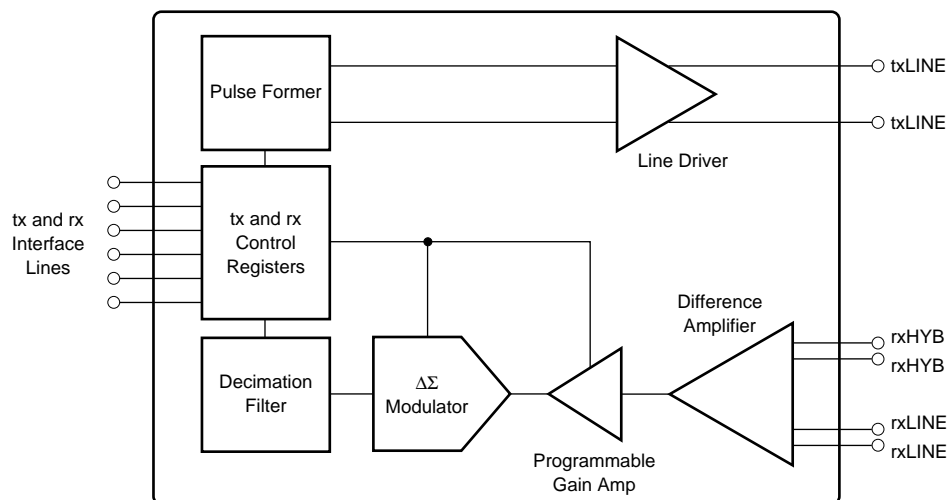 Pulse Former
txLINE
txLINE
Line Driver
tx and rx
Interface
Lines
tx and rx
Control
Registers
Difference
Amplifier
rxHYB
rxHYB
Decimation
Filter
ΔΣ
Modulator
rxLINE
rxLINE
Programmable
Gain Amp